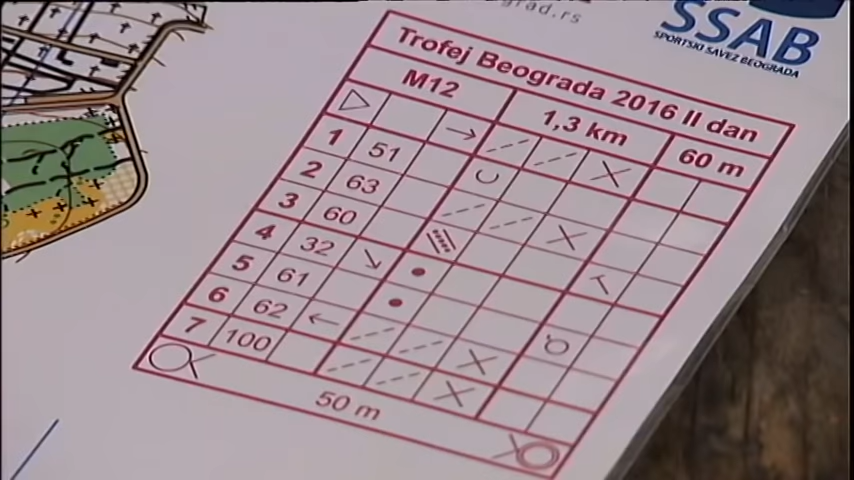 grad.rs
SSAB
SPORTSKI SAVEZ BEOGRADA
Trofej Beograda 2016 II dan
M12 1,3 km 60 m
1 51
2 63
3 60
4 32
5 61
6 62
7 100
50 m